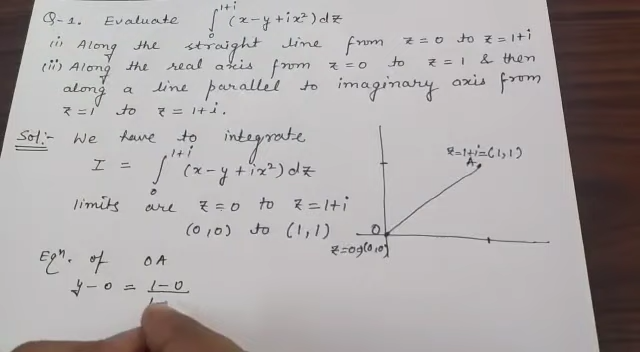 Q-1. Evaluate ∫₀¹⁺ⁱ (x-y+ix²)dz
(i) Along the straight line from z=0 to z=1+i
(ii) Along the real axis from z=0 to z=1 & then
along a line parallel to imaginary axis from
z=1 to z=1+i.
Sol:- We have to integrate
I = ∫₀¹⁺ⁱ (x-y+ix²)dz
limits are z=0 to z=1+i
(0,0) to (1,1)
z=1+i=(1,1)
A
O
z=0=(0,0)
Eqⁿ. of OA
y-0 = 1-0
1-